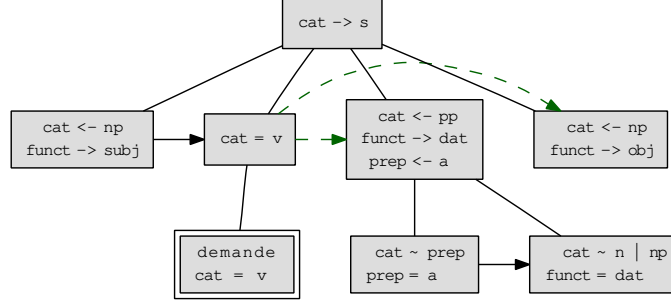 cat -> s
cat <- np
funct -> subj
cat = v
cat <- pp
funct -> dat
prep <- a
cat <- np
funct -> obj
demande
cat = v
cat ~ prep
prep = a
cat ~ n | np
funct = dat